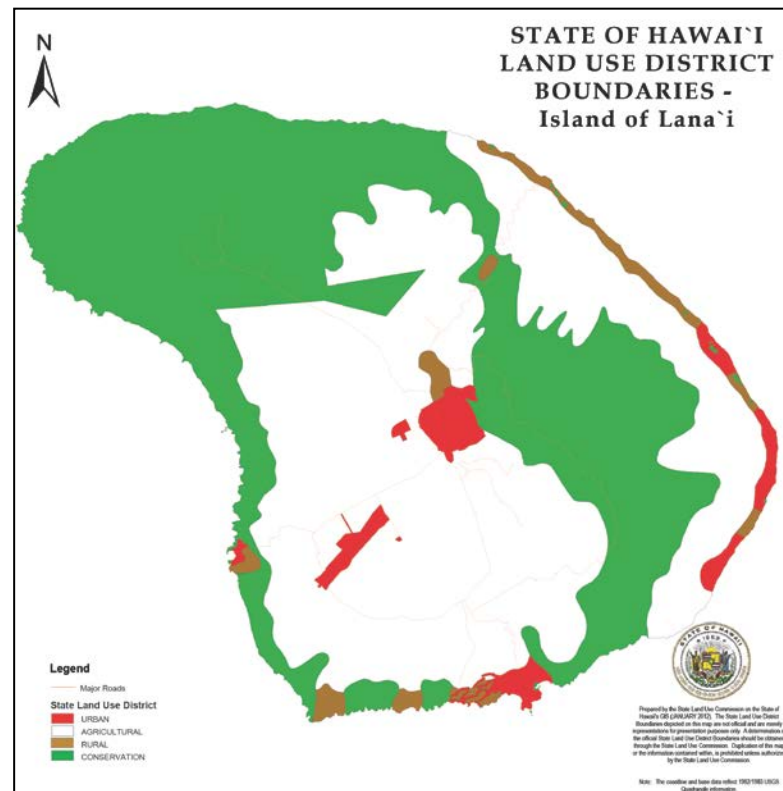 N
STATE OF HAWAI`I
LAND USE DISTRICT
BOUNDARIES -
Island of Lana`i
Legend
Major Roads
State Land Use District
URBAN
AGRICULTURAL
RURAL
CONSERVATION
STATE OF HAWAII
1959
Prepared by the State Land Use Commission on the State of
Hawaii's GIS (JANUARY 2012). The State Land Use District
Boundaries depicted on this map are not official and are merely
representations for presentation purposes only. A determination of
the official State Land Use District Boundaries should be obtained
through the State Land Use Commission. Duplication of this map,
or the information contained within, is prohibited unless authorized
by the State Land Use Commission.
Note: The coastline and base data reflect 1982/1983 USGS
Quadrangle information.